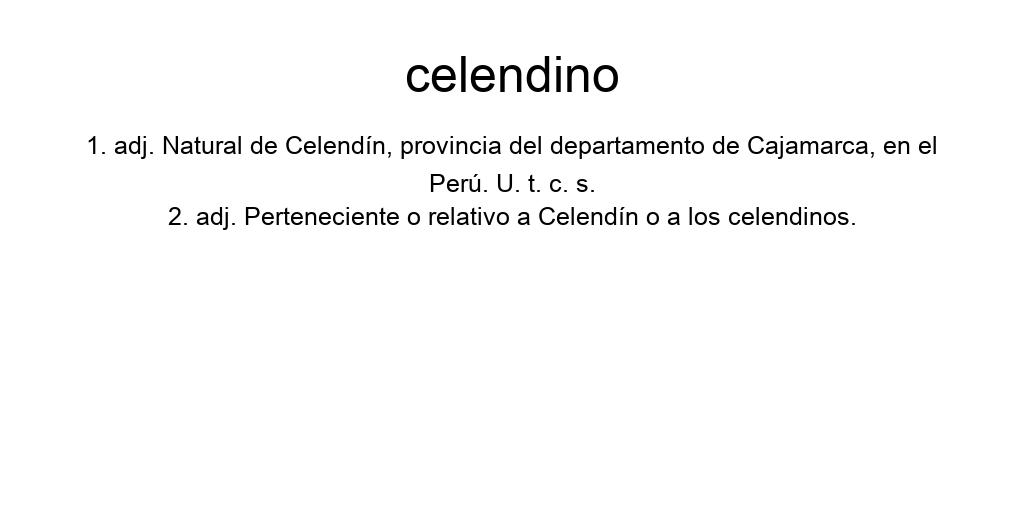 celendino
1. adj. Natural de Celendín, provincia del departamento de Cajamarca, en el
Perú. U. t. c. s.
2. adj. Perteneciente o relativo a Celendín o a los celendinos.